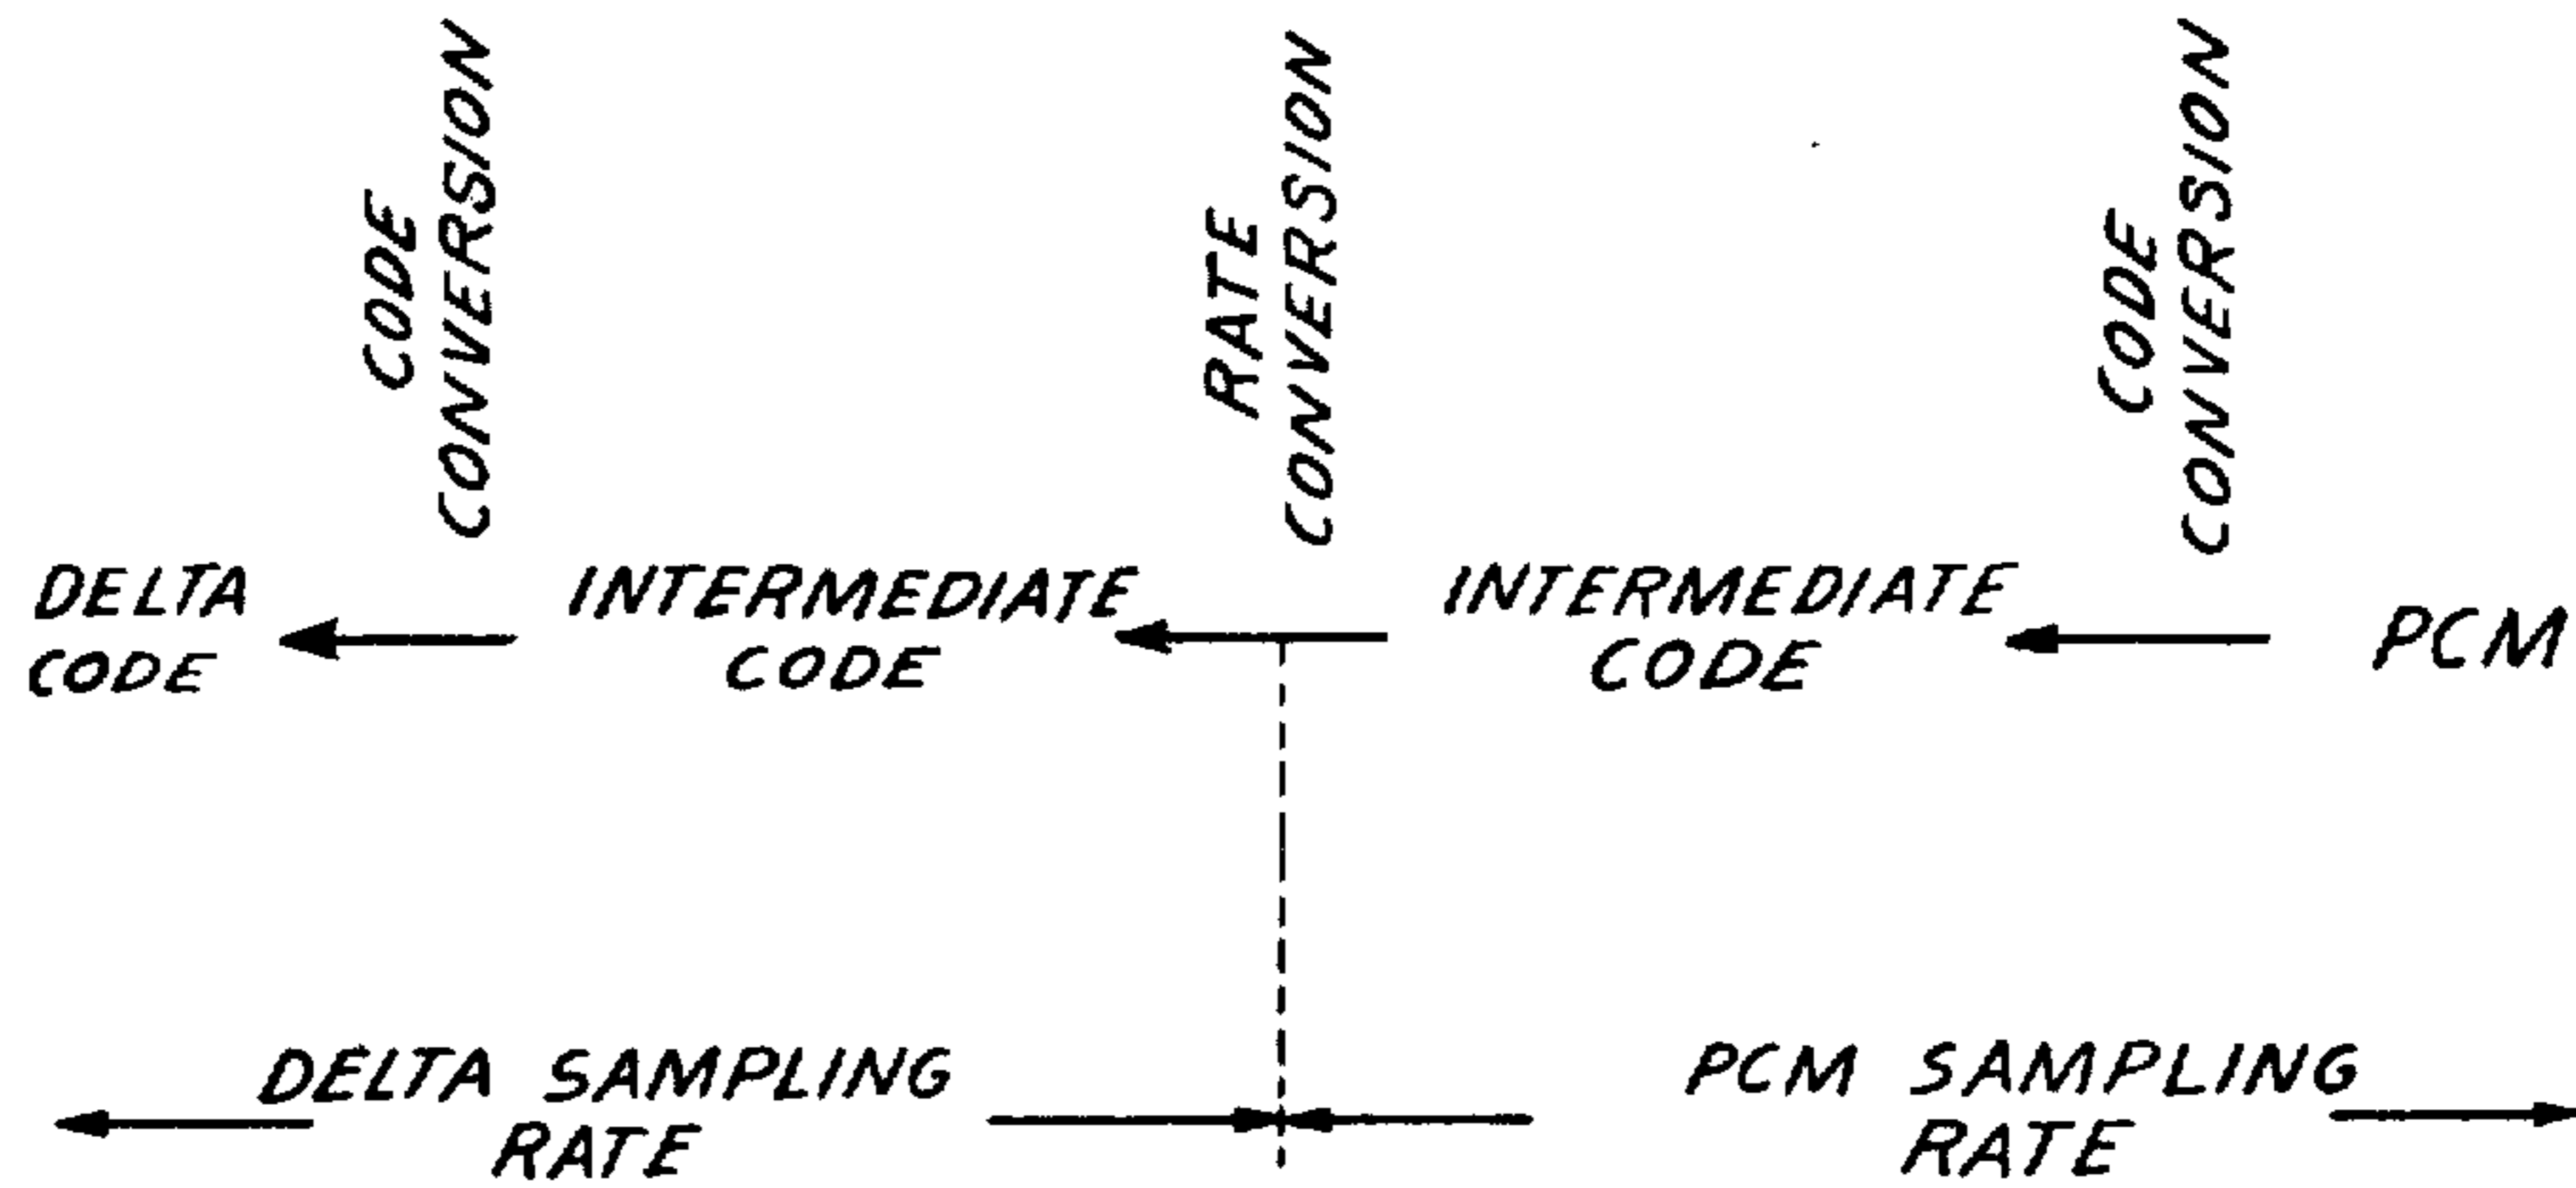 CODE
CONVERSION
RATE
CONVERSION
CODE
CONVERSION
DELTA
CODE
INTERMEDIATE
CODE
INTERMEDIATE
CODE
PCM
DELTA SAMPLING
RATE
PCM SAMPLING
RATE